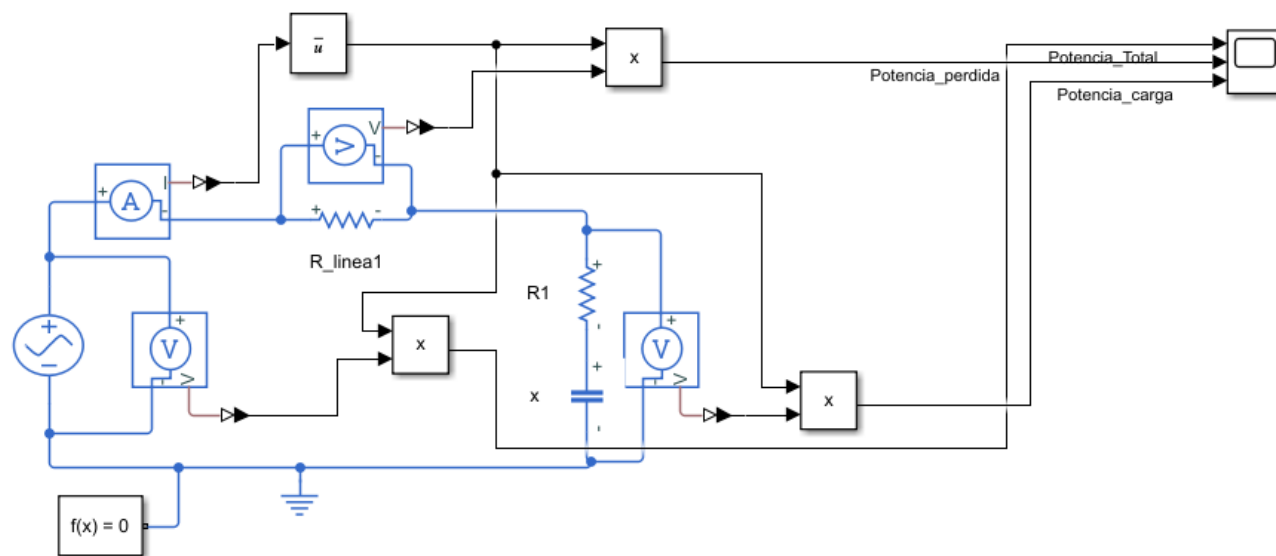 ū
x
Potencia_Total
Potencia_perdida
Potencia_carga
+
V
-
+
A
I
-
+
-
R_linea1
+
R1
-
+
V
V
x
+
V
V
+
x
-
x
f(x) = 0